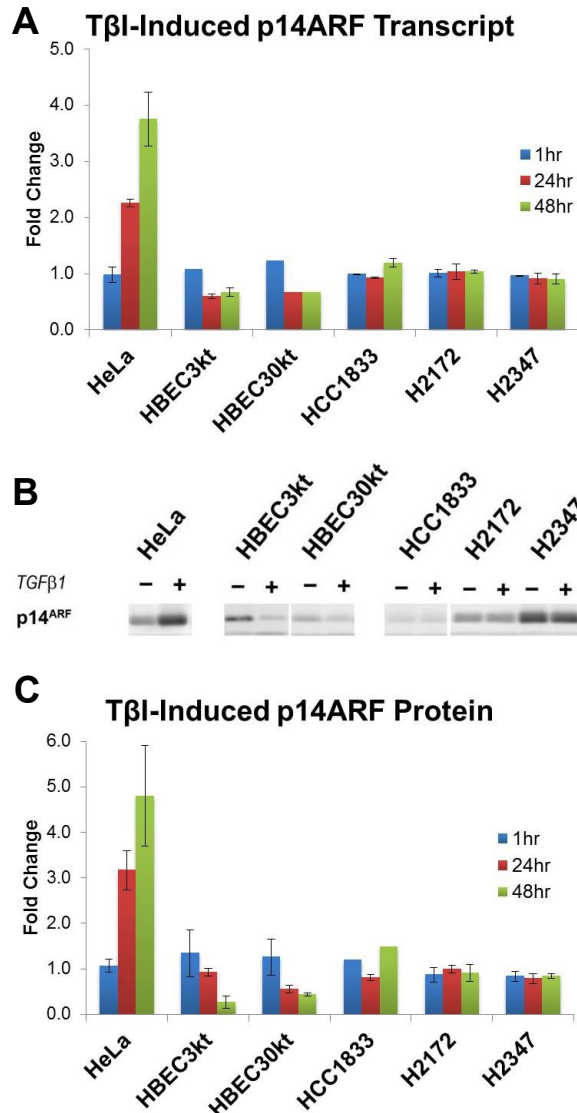 A
TβI-Induced p14ARF Transcript
5.0
4.0
3.0
2.0
1.0
0.0
Fold Change
1hr
24hr
48hr
HeLa
HBEC3kt
HBEC30kt
HCC1833
H2172
H2347
B
HeLa
HBEC3kt
HBEC30kt
HCC1833
H2172
H2347
TGFβ1 − + − + − + − + − + − +
p14ARF
C
TβI-Induced p14ARF Protein
6.0
5.0
4.0
3.0
2.0
1.0
0.0
Fold Change
1hr
24hr
48hr
HeLa
HBEC3kt
HBEC30kt
HCC1833
H2172
H2347